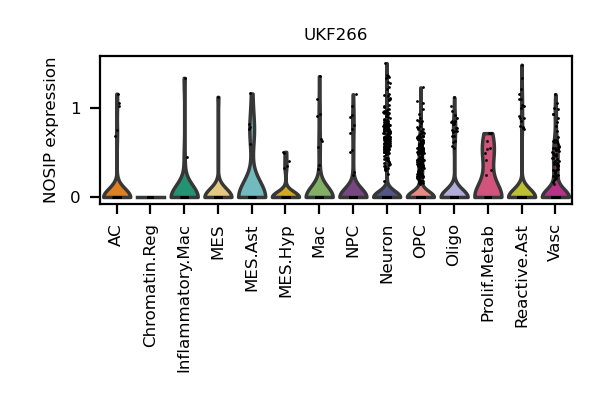 UKF266
NOSIP expression
1
0
AC
Chromatin.Reg
Inflammatory.Mac
MES
MES.Ast
MES.Hyp
Mac
NPC
Neuron
OPC
Oligo
Prolif.Metab
Reactive.Ast
Vasc